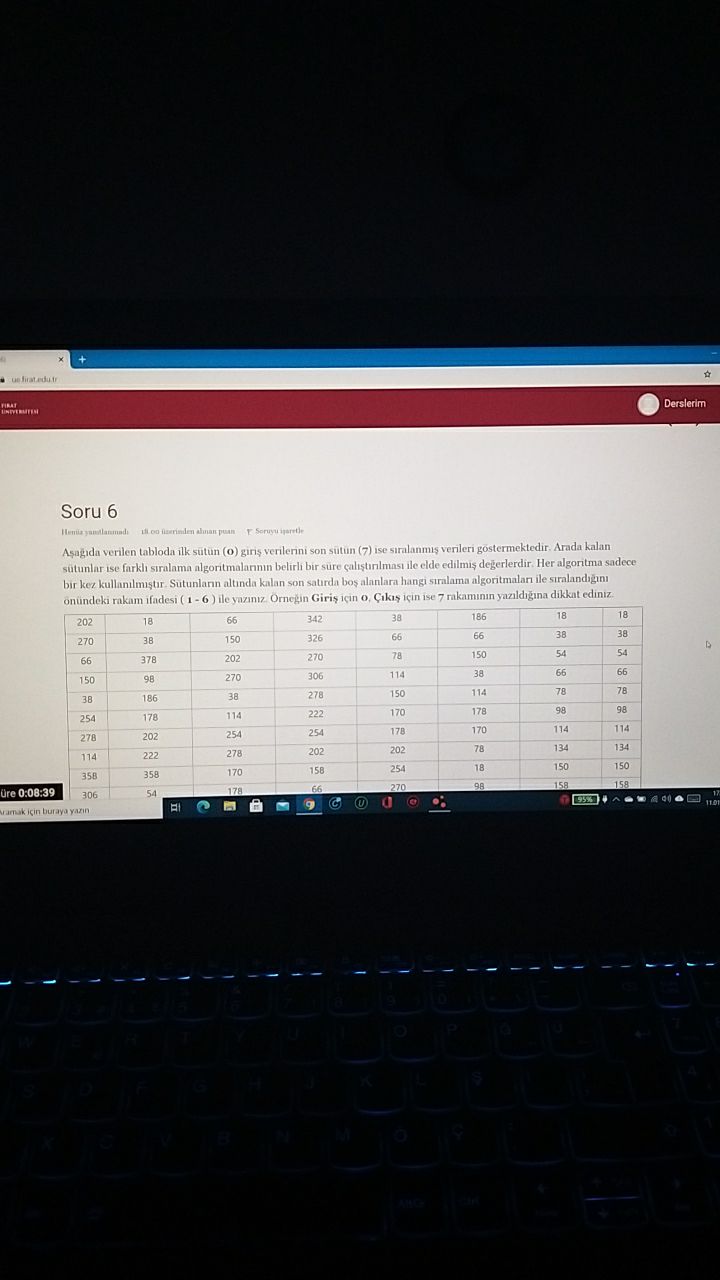 ue.firat.edu.tr
FIRAT
ÜNİVERSİTESİ
Derslerim
Soru 6
Henüz yanıtlanmadı 18.00 üzerinden alınan puan Soruyu işaretle
Aşağıda verilen tabloda ilk sütün (0) giriş verilerini son sütün (7) ise sıralanmış verileri göstermektedir. Arada kalan
sütunlar ise farklı sıralama algoritmalarının belirli bir süre çalıştırılması ile elde edilmiş değerlerdir. Her algoritma sadece
bir kez kullanılmıştır. Sütunların altında kalan son satırda boş alanlara hangi sıralama algoritmaları ile sıralandığını
önündeki rakam ifadesi ( 1 - 6 ) ile yazınız. Örneğin Giriş için 0, Çıkış için ise 7 rakamının yazıldığına dikkat ediniz.
202 18 66 342 38 186 18 18
270 38 150 326 66 66 38 38
66 378 202 270 78 150 54 54
150 98 270 306 114 38 66 66
38 186 38 278 150 114 78 78
254 178 114 222 170 178 98 98
278 202 254 254 178 170 114 114
114 222 278 202 202 78 134 134
358 358 170 158 254 18 150 150
306 54 178 66 270 98 158 158
üre 0:08:39
aramak için buraya yazın
95%